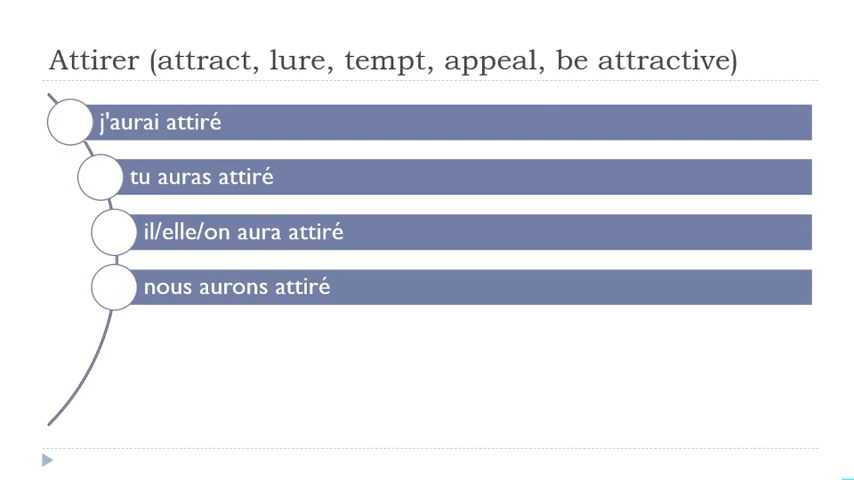 Attirer (attract, lure, tempt, appeal, be attractive)
j'aurai attiré
tu auras attiré
il/elle/on aura attiré
nous aurons attiré